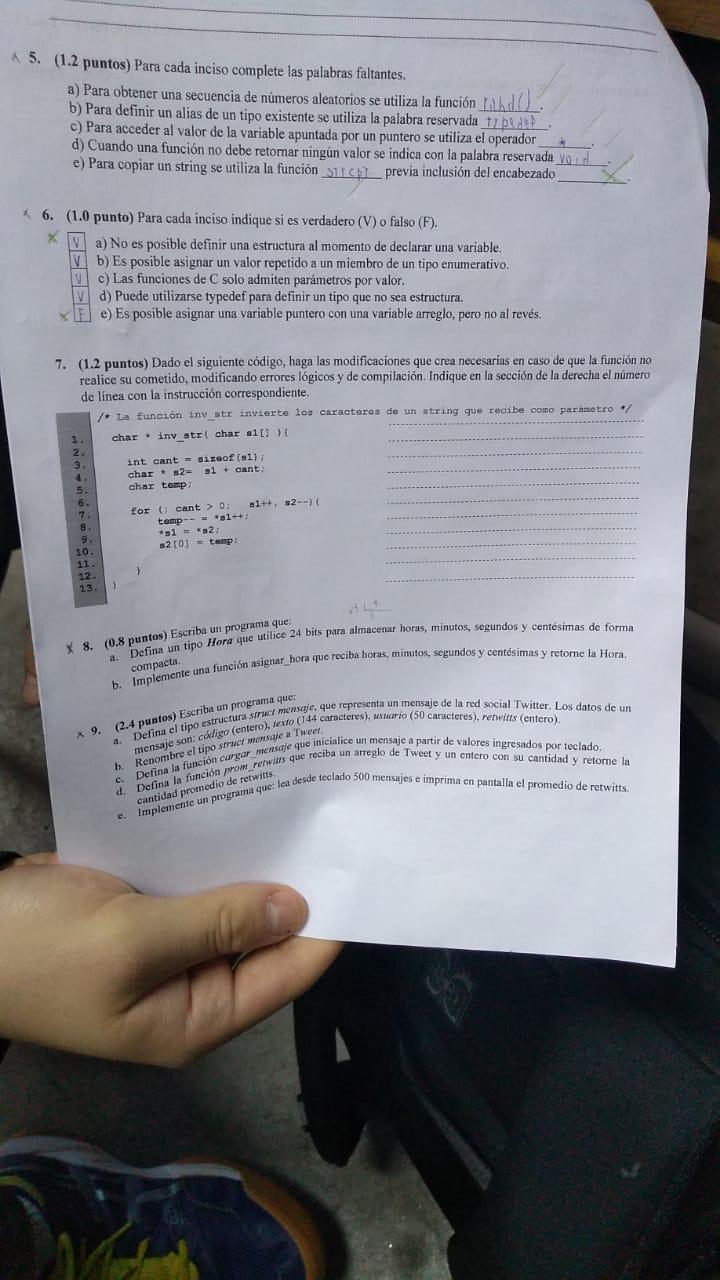 5. (1.2 puntos) Para cada inciso complete las palabras faltantes.
a) Para obtener una secuencia de números aleatorios se utiliza la función rand().
b) Para definir un alias de un tipo existente se utiliza la palabra reservada typedef.
c) Para acceder al valor de la variable apuntada por un puntero se utiliza el operador *.
d) Cuando una función no debe retornar ningún valor se indica con la palabra reservada void.
e) Para copiar un string se utiliza la función strcpy previa inclusión del encabezado ______.
6. (1.0 punto) Para cada inciso indique si es verdadero (V) o falso (F).
V a) No es posible definir una estructura al momento de declarar una variable.
V b) Es posible asignar un valor repetido a un miembro de un tipo enumerativo.
V c) Las funciones de C solo admiten parámetros por valor.
V d) Puede utilizarse typedef para definir un tipo que no sea estructura.
F e) Es posible asignar una variable puntero con una variable arreglo, pero no al revés.
7. (1.2 puntos) Dado el siguiente código, haga las modificaciones que crea necesarias en caso de que la función no
realice su cometido, modificando errores lógicos y de compilación. Indique en la sección de la derecha el número
de línea con la instrucción correspondiente.
/* La función inv_str invierte los caracteres de un string que recibe como parámetro */
1. char * inv_str( char s1[] ){
2.
3. int cant = sizeof(s1);
4. char * s2= s1 + cant;
5. char temp;
6.
7. for (; cant > 0; s1++, s2--){
8. temp-- = *s1++;
9. *s1 = *s2;
10. s2[0] = temp;
11.
12. }
13. }
8. (0.8 puntos) Escriba un programa que:
a. Defina un tipo Hora que utilice 24 bits para almacenar horas, minutos, segundos y centésimas de forma
compacta.
b. Implemente una función asignar_hora que reciba horas, minutos, segundos y centésimas y retorne la Hora.
9. (2.4 puntos) Escriba un programa que:
a. Defina el tipo estructura struct mensaje, que representa un mensaje de la red social Twitter. Los datos de un
mensaje son: código (entero), texto (144 caracteres), usuario (50 caracteres), retwitts (entero).
b. Renombre el tipo struct mensaje a Tweet.
c. Defina la función cargar_mensaje que inicialice un mensaje a partir de valores ingresados por teclado.
d. Defina la función prom_retwitts que reciba un arreglo de Tweet y un entero con su cantidad y retorne la
cantidad promedio de retwitts.
e. Implemente un programa que: lea desde teclado 500 mensajes e imprima en pantalla el promedio de retwitts.